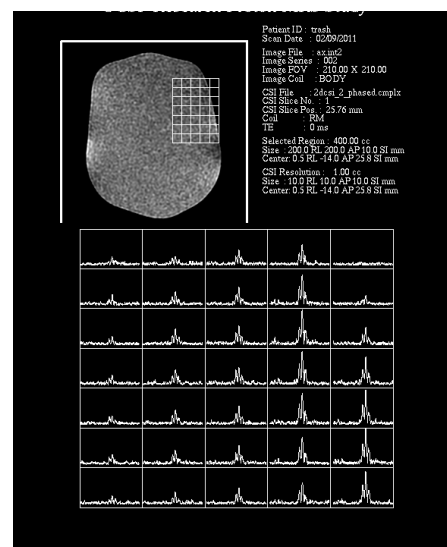 Study
Patient ID : trash
Scan Date : 02/09/2011
Image File : ax.int2
Image Series : 002
Image FOV : 210.00 X 210.00
Image Coil : BODY
CSI File : 2dcsi_2_phased.cmplx
CSI Slice No. : 1
CSI Slice Pos. : 25.76 mm
Coil : RM
TE : 0 ms
Selected Region : 400.00 cc
Size : 200.0 RL 200.0 AP 10.0 SI mm
Center: 0.5 RL -14.0 AP 25.8 SI mm
CSI Resolution : 1.00 cc
Size : 10.0 RL 10.0 AP 10.0 SI mm
Center: 0.5 RL -14.0 AP 25.8 SI mm